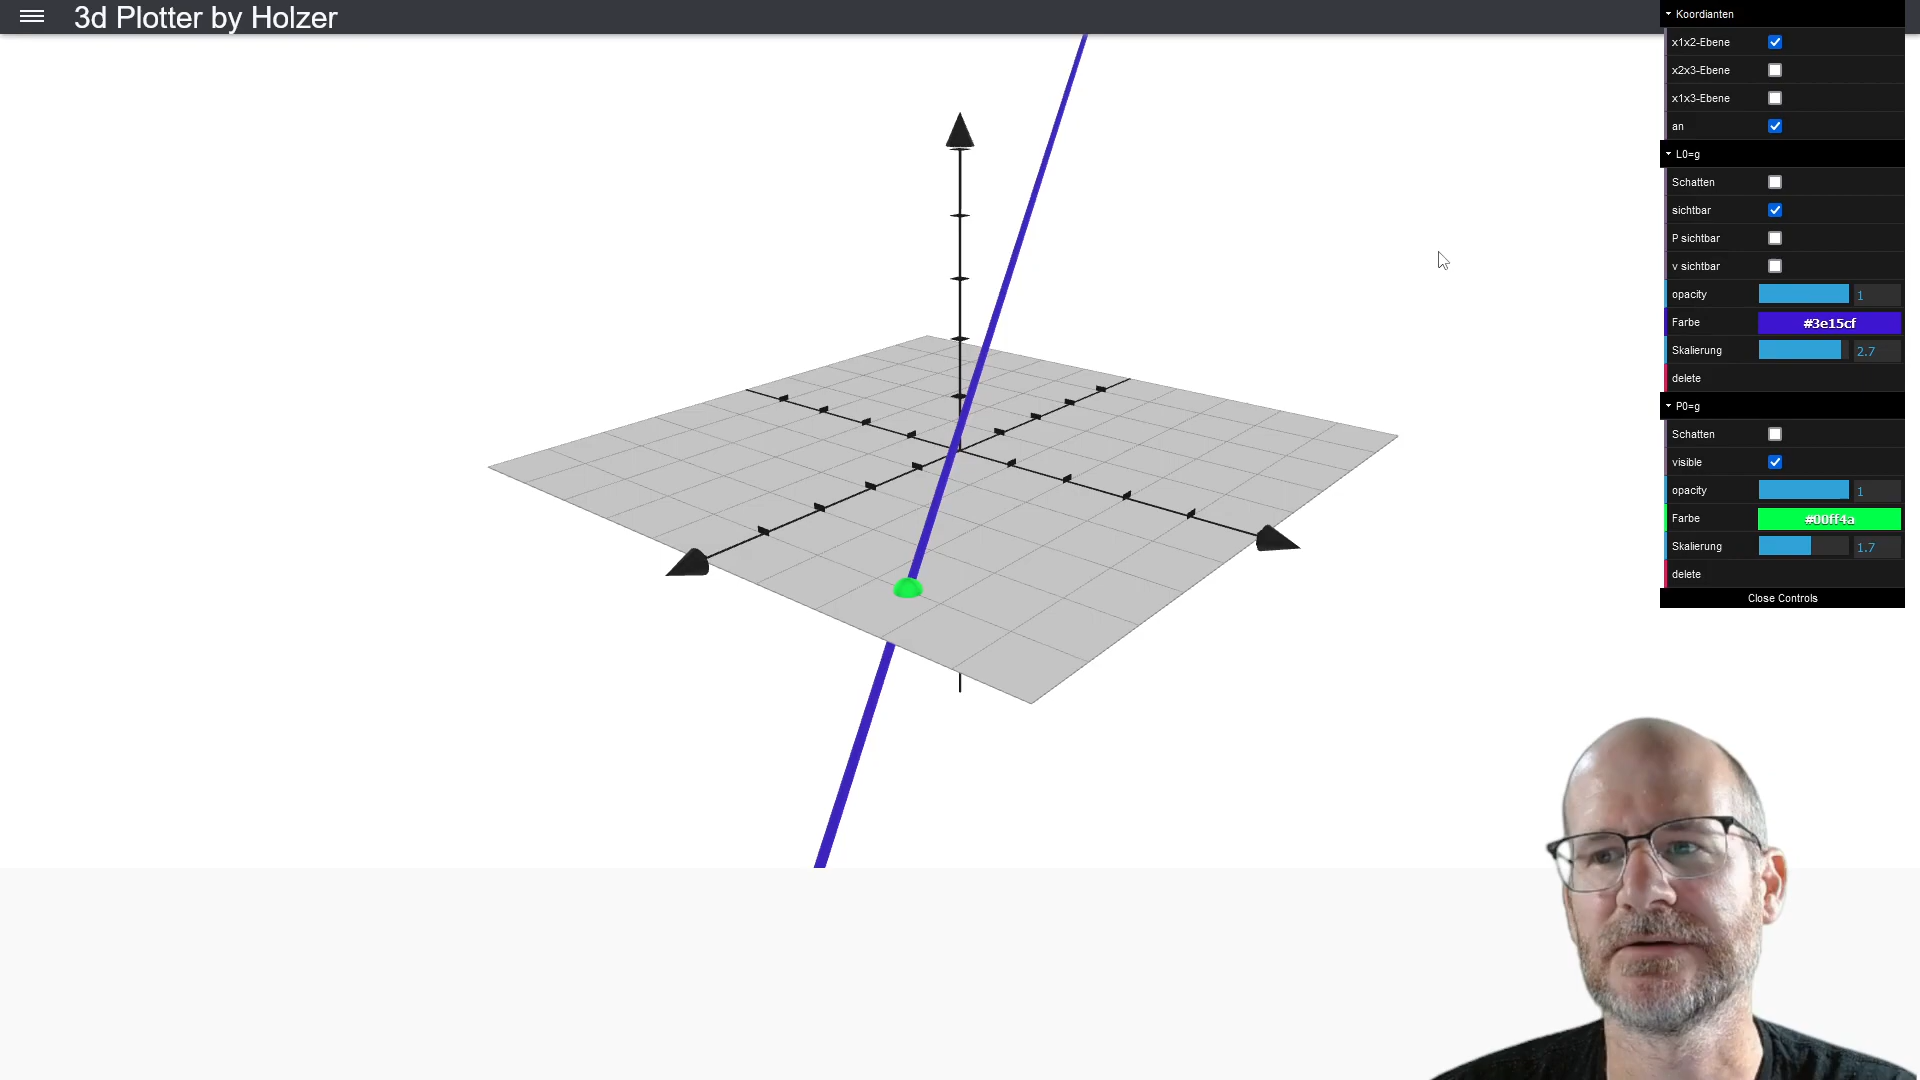 3d Plotter by Holzer
Koordianten
x1x2-Ebene
x2x3-Ebene
x1x3-Ebene
an
L0=g
Schatten
sichtbar
P sichtbar
v sichtbar
opacity 1
Farbe #3e15cf
Skalierung 2.7
delete
P0=g
Schatten
visible
opacity 1
Farbe #00ff4a
Skalierung 1.7
delete
Close Controls